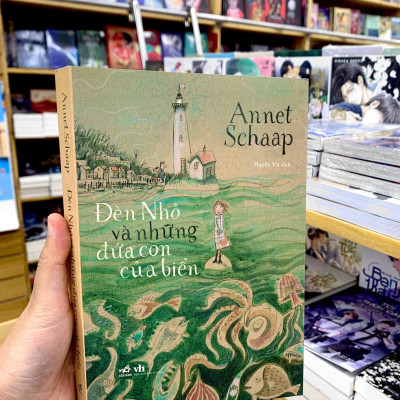 Annet
Schaap
Huyền Vũ dịch
Đèn Nhỏ
và những
đứa con
của biển
Annet Schaap